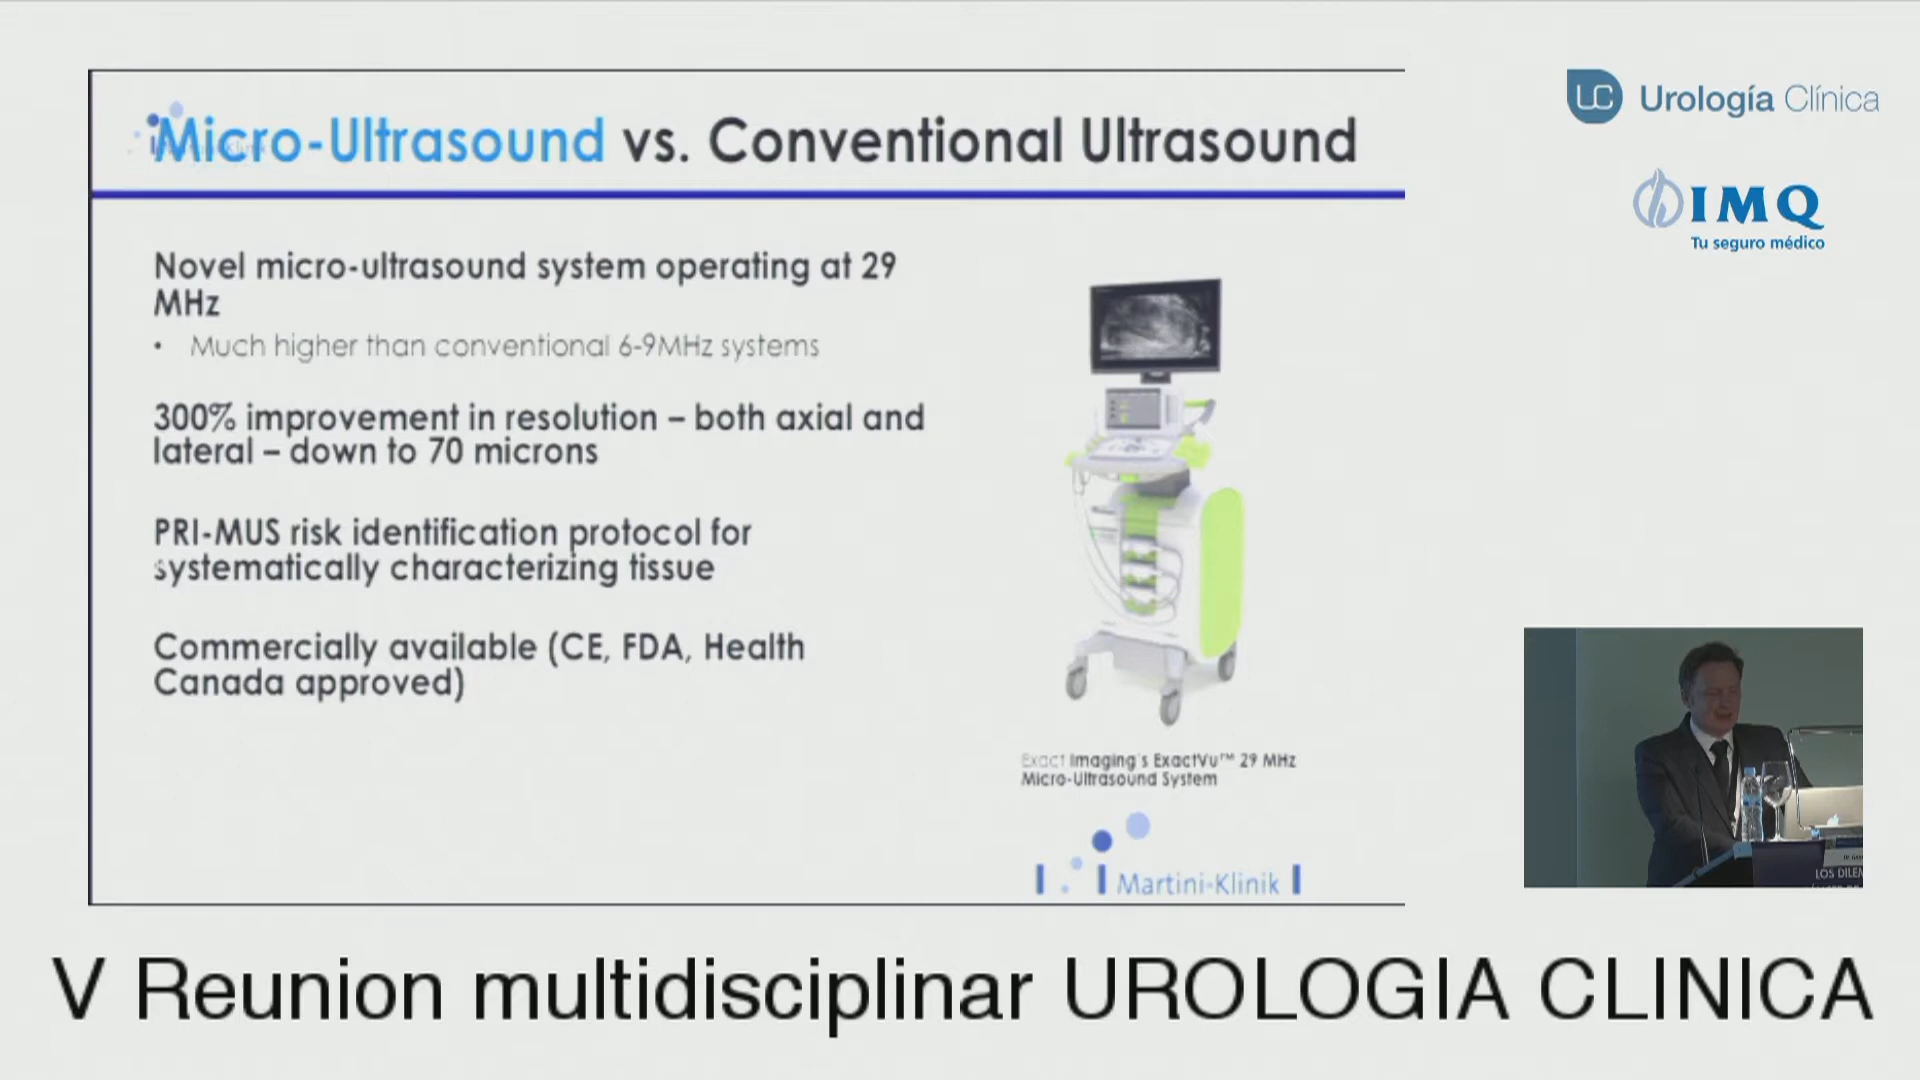 Micro-Ultrasound vs. Conventional Ultrasound
Novel micro-ultrasound system operating at 29
MHz
• Much higher than conventional 6-9MHz systems
300% improvement in resolution – both axial and
lateral – down to 70 microns
PRI-MUS risk identification protocol for
systematically characterizing tissue
Commercially available (CE, FDA, Health
Canada approved)
Exact Imaging's ExactVu™ 29 MHz
Micro-Ultrasound System
Martini-Klinik
UC Urología Clínica
IMQ
Tu seguro médico
LOS DILEM
V Reunion multidisciplinar UROLOGIA CLINICA